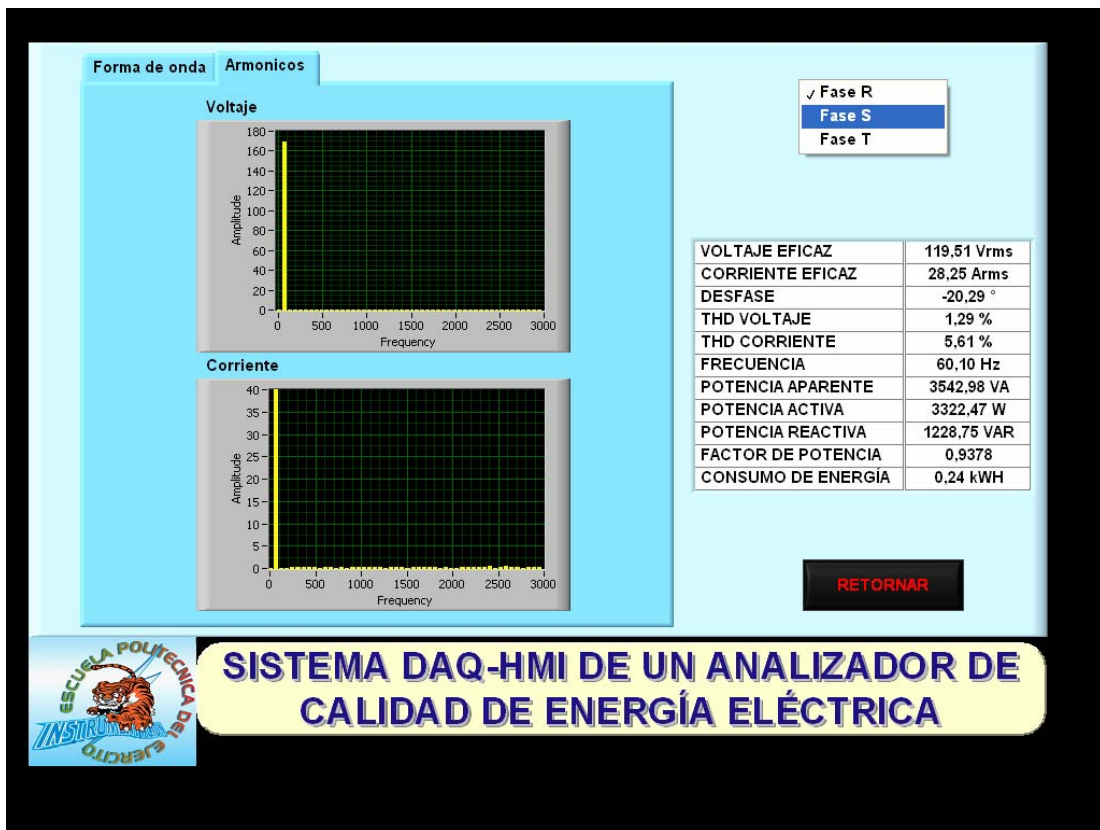 Forma de onda
Armonicos
Voltaje
180
160
140
120
100
80
60
40
20
0
Amplitude
0 500 1000 1500 2000 2500 3000
Frequency
Corriente
40
35
30
25
20
15
10
5
0
Amplitude
0 500 1000 1500 2000 2500 3000
Frequency
✓ Fase R
Fase S
Fase T
VOLTAJE EFICAZ 119,51 Vrms
CORRIENTE EFICAZ 28,25 Arms
DESFASE -20,29 °
THD VOLTAJE 1,29 %
THD CORRIENTE 5,61 %
FRECUENCIA 60,10 Hz
POTENCIA APARENTE 3542,98 VA
POTENCIA ACTIVA 3322,47 W
POTENCIA REACTIVA 1228,75 VAR
FACTOR DE POTENCIA 0,9378
CONSUMO DE ENERGÍA 0,24 kWH
RETORNAR
ESCUELA POLITECNICA DEL EJERCITO
SISTEMA DAQ-HMI DE UN ANALIZADOR DE
CALIDAD DE ENERGÍA ELÉCTRICA